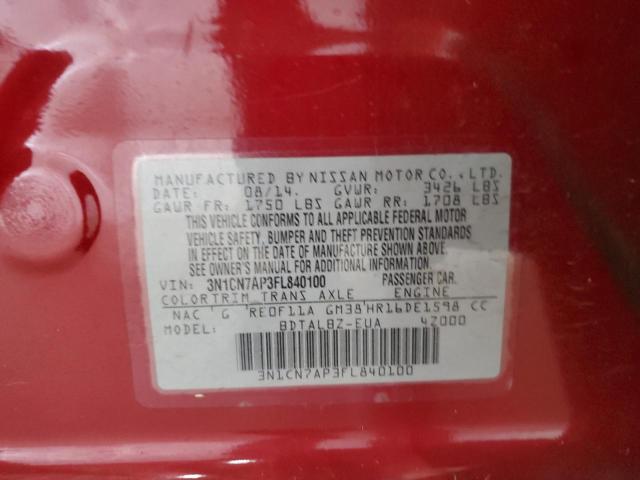 MANUFACTURED BY NISSAN MOTOR CO.,LTD.
DATE: 08/14. GVWR: 3426 LBS
GAWR FR: 1750 LBS GAWR RR: 1708 LBS
THIS VEHICLE CONFORMS TO ALL APPLICABLE FEDERAL MOTOR
VEHICLE SAFETY, BUMPER AND THEFT PREVENTION STANDARDS
IN EFFECT ON THE DATE OF MANUFACTURE SHOWN ABOVE.
SEE OWNER'S MANUAL FOR ADDITIONAL INFORMATION
VIN: 3N1CN7AP3FL840100 PASSENGER CAR.
COLOR TRIM TRANS AXLE ENGINE
NAC G RE0F11A GM38 HR16DE1598 CC
BDTALBZ-EUA 42000
3N1CN7AP3FL840100